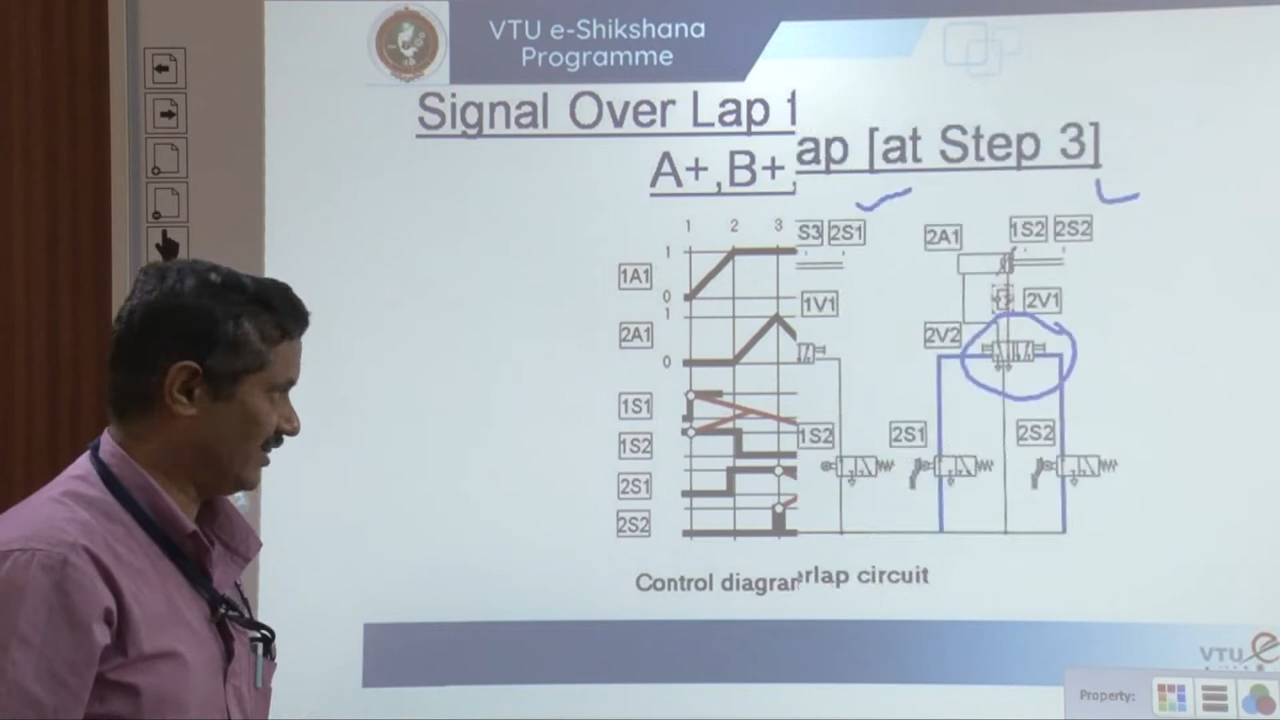 VTU e-Shikshana
Programme
Signal Over Lap
ap [at Step 3]
A+,B+,
1 2 3
S3 2S1
2A1
1S2 2S2
1
1A1
0
1V1
2V1
1
2A1
0
2V2
1S1
1S2
1S2
2S1
2S2
2S1
2S2
Control diagram
rlap circuit
VTU e
Property: